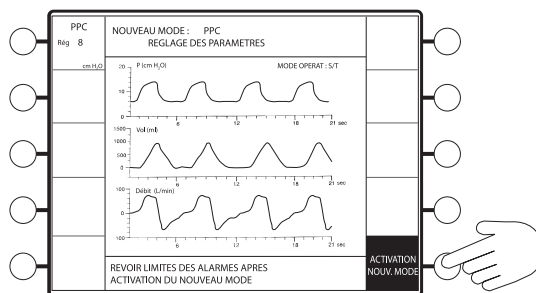 PPC
Rég 8
cm H₂O
NOUVEAU MODE : PPC
REGLAGE DES PARAMETRES
P (cm H₂O)
MODE OPERAT : S/T
20
10
0
6
12
18
21 sec
Vol (ml)
1500
1000
500
0
6
12
18
21 sec
Débit (L/min)
100
0
100
6
12
18
21 sec
REVOIR LIMITES DES ALARMES APRES
ACTIVATION DU NOUVEAU MODE
ACTIVATION
NOUV. MODE